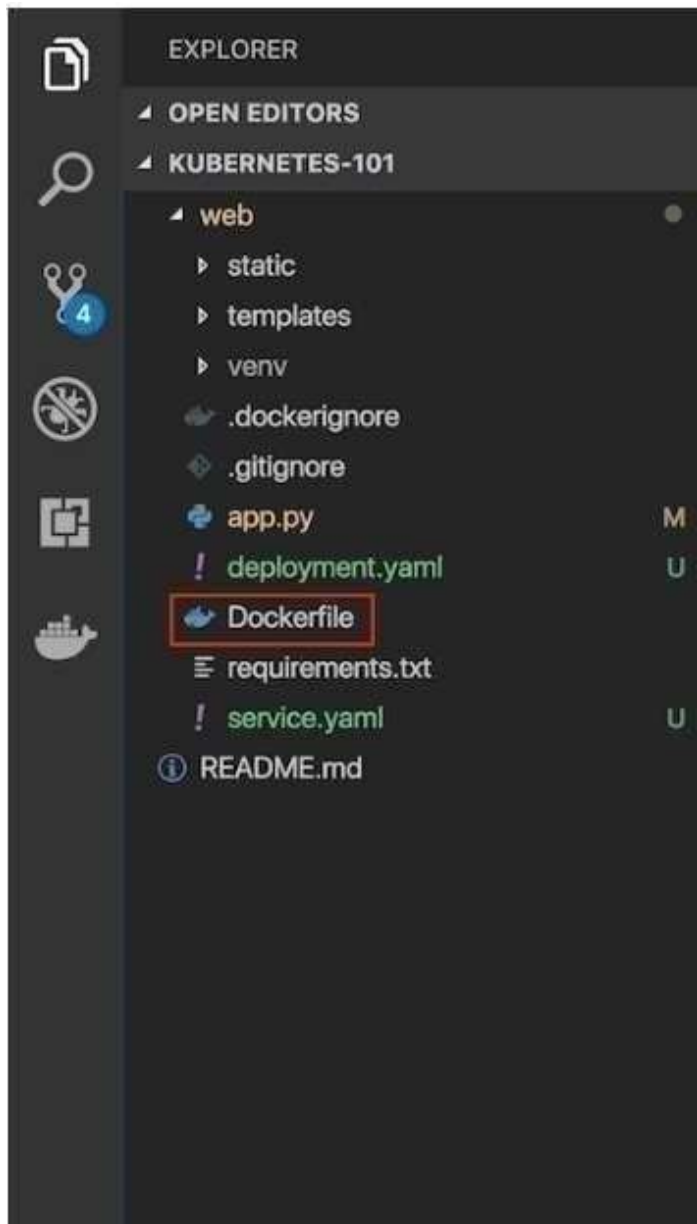 EXPLORER
OPEN EDITORS
KUBERNETES-101
web
static
templates
4
venv
.dockerignore
.gitignore
app.py M
deployment.yaml U
Dockerfile
requirements.txt
service.yaml U
README.md